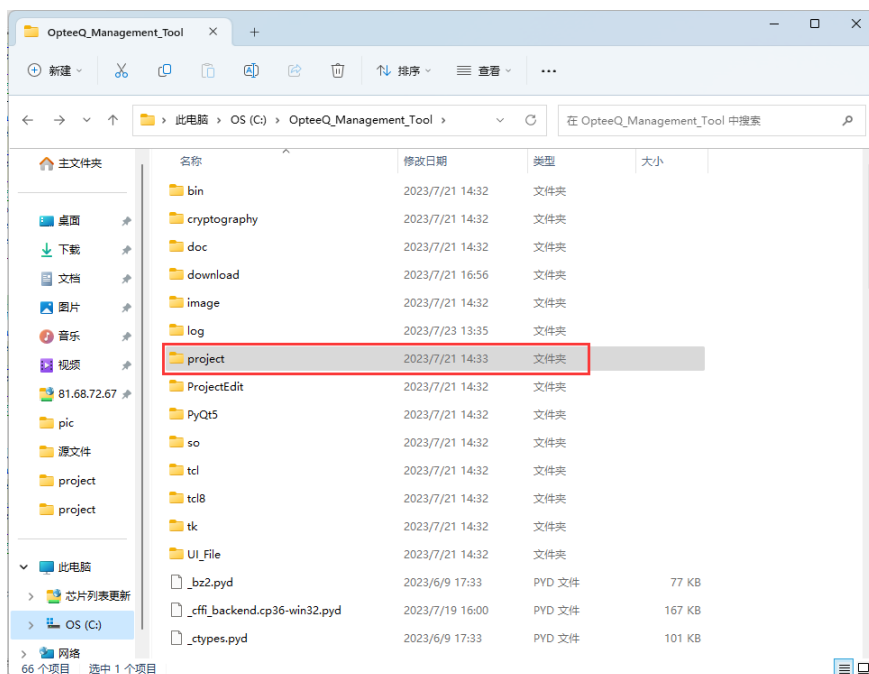 OpteeQ_Management_Tool
新建
排序
查看
此电脑 > OS (C:) > OpteeQ_Management_Tool >
在 OpteeQ_Management_Tool 中搜索
主文件夹
桌面
下载
文档
图片
音乐
视频
81.68.72.67
pic
源文件
project
project
此电脑
芯片列表更新
OS (C:)
网络
名称 修改日期 类型 大小
bin 2023/7/21 14:32 文件夹
cryptography 2023/7/21 14:32 文件夹
doc 2023/7/21 14:32 文件夹
download 2023/7/21 16:56 文件夹
image 2023/7/21 14:32 文件夹
log 2023/7/23 13:35 文件夹
project 2023/7/21 14:33 文件夹
ProjectEdit 2023/7/21 14:32 文件夹
PyQt5 2023/7/21 14:32 文件夹
so 2023/7/21 14:32 文件夹
tcl 2023/7/21 14:32 文件夹
tcl8 2023/7/21 14:32 文件夹
tk 2023/7/21 14:32 文件夹
UI_File 2023/7/21 14:32 文件夹
_bz2.pyd 2023/6/9 17:33 PYD 文件 77 KB
_cffi_backend.cp36-win32.pyd 2023/7/19 16:00 PYD 文件 167 KB
_ctypes.pyd 2023/6/9 17:33 PYD 文件 101 KB
66 个项目 选中 1 个项目